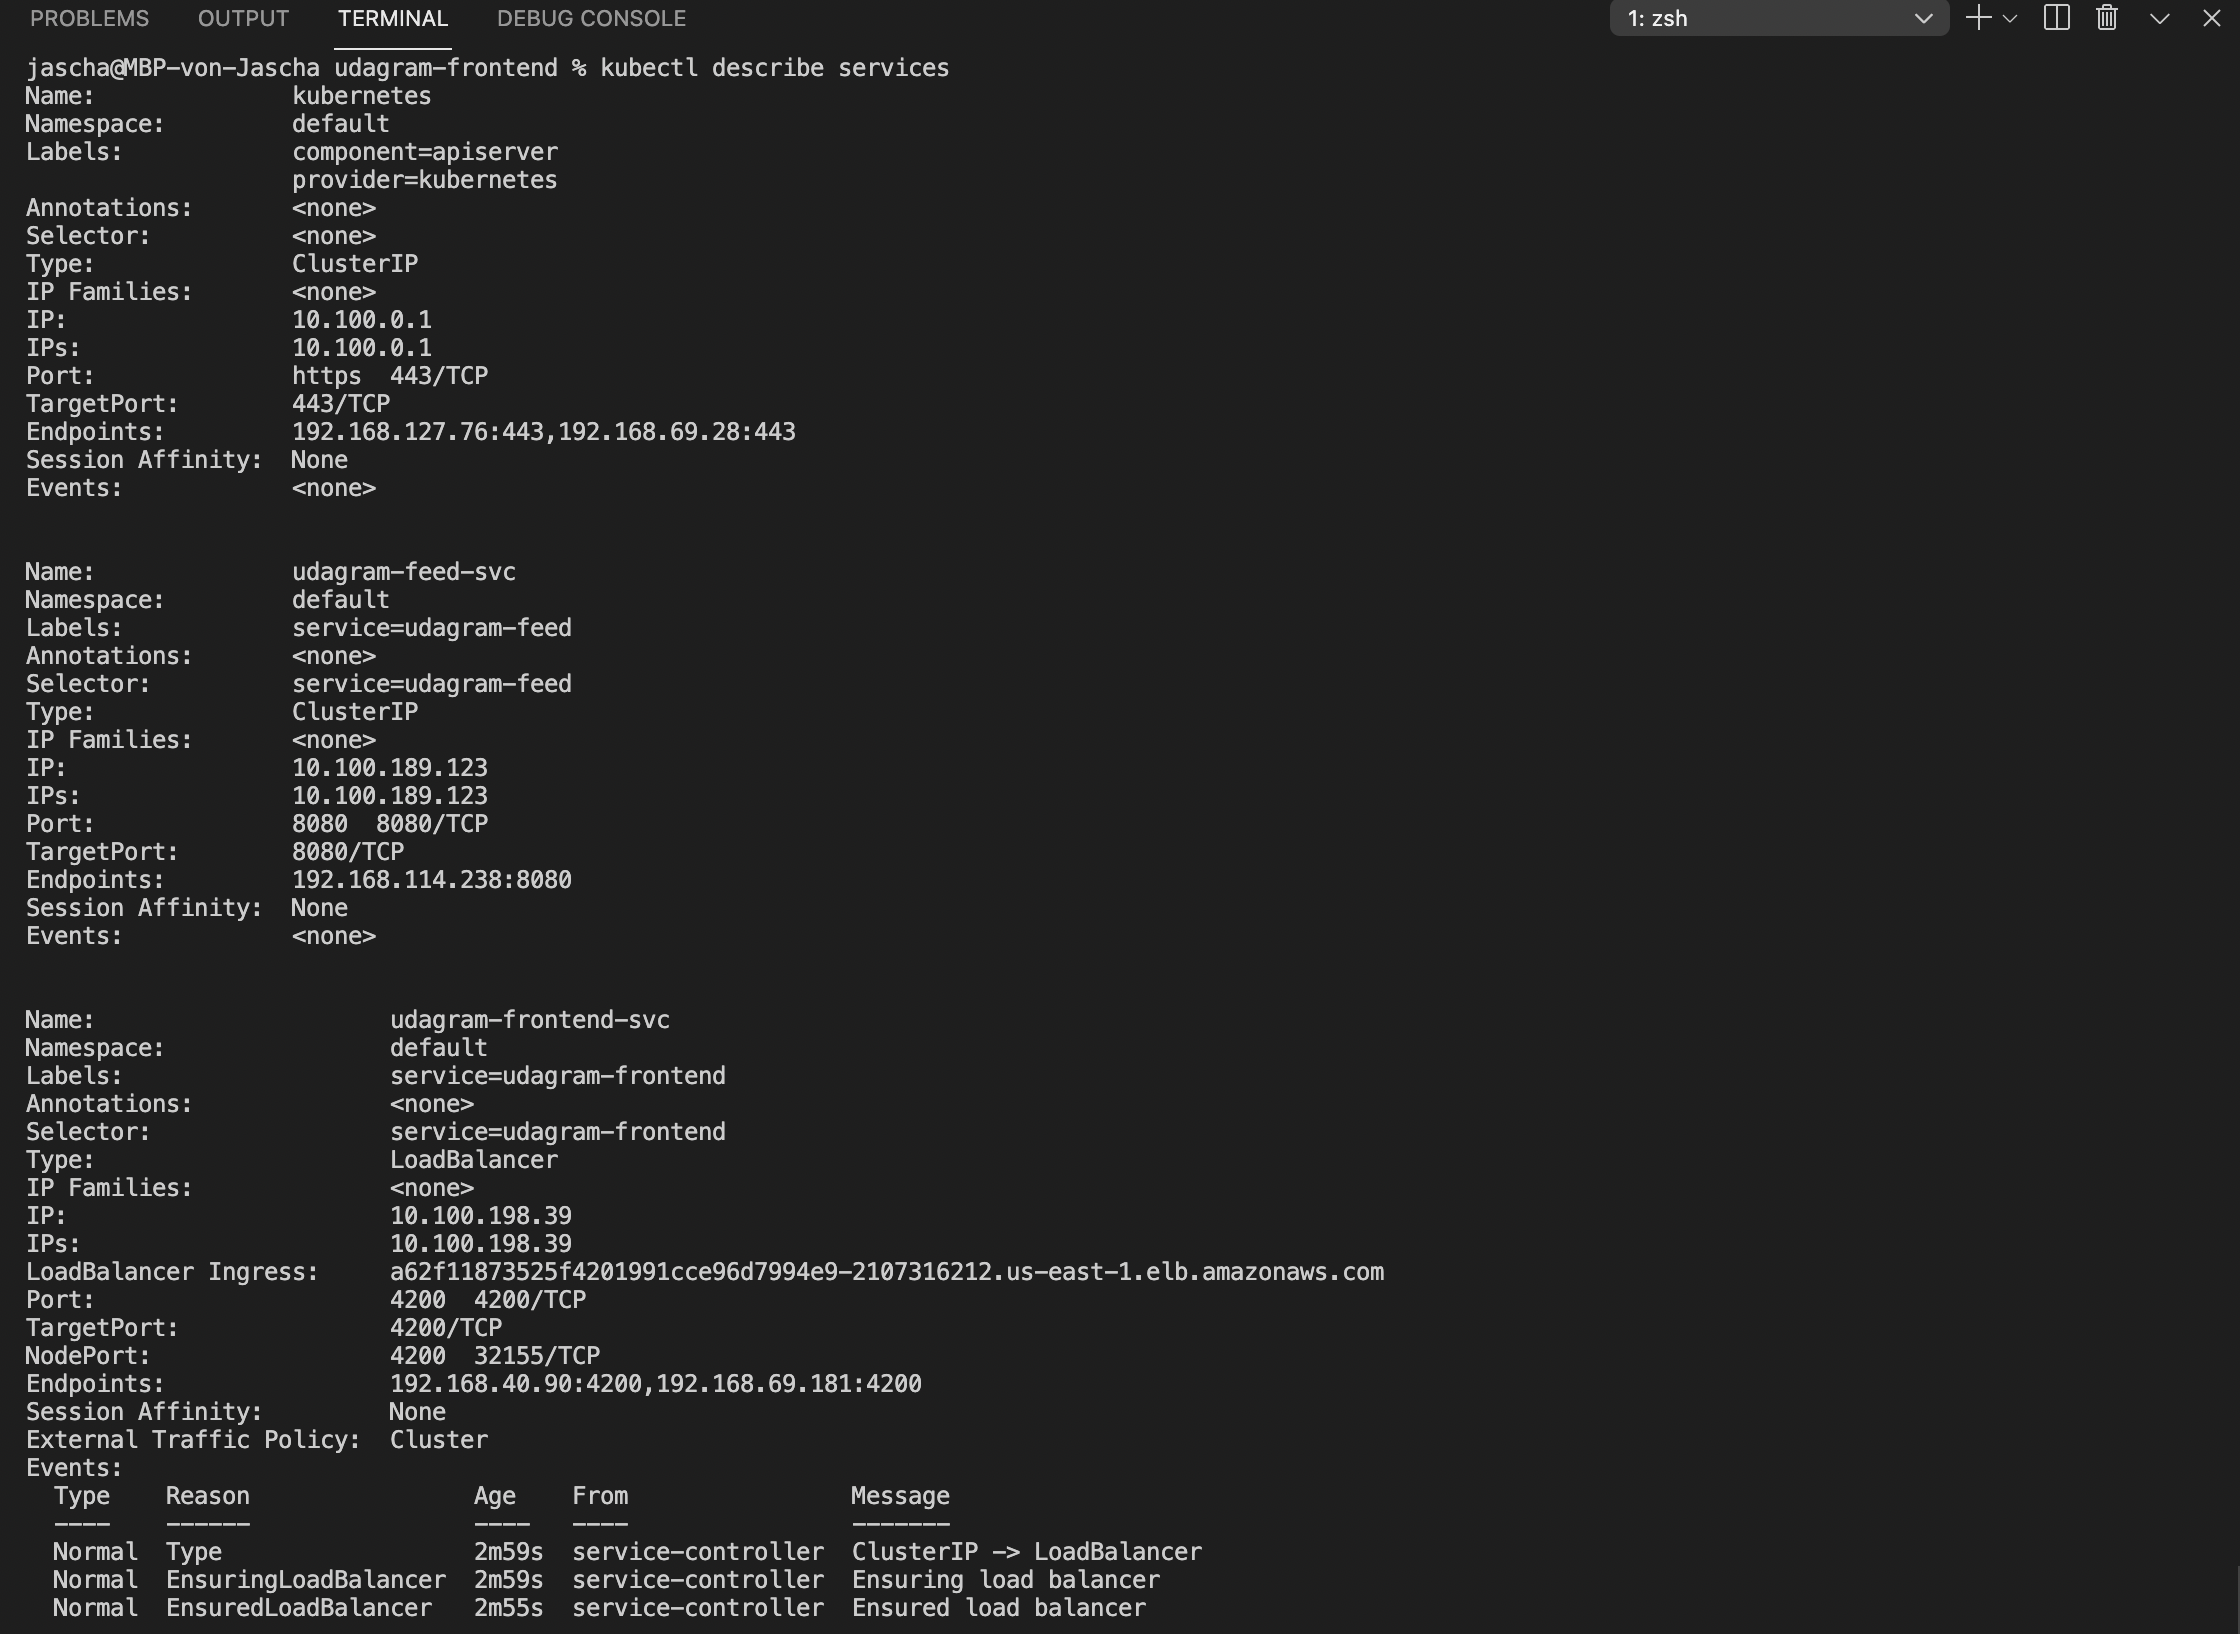 PROBLEMS OUTPUT TERMINAL DEBUG CONSOLE 1: zsh
jascha@MBP-von-Jascha udagram-frontend % kubectl describe services
Name: kubernetes
Namespace: default
Labels: component=apiserver
provider=kubernetes
Annotations: <none>
Selector: <none>
Type: ClusterIP
IP Families: <none>
IP: 10.100.0.1
IPs: 10.100.0.1
Port: https 443/TCP
TargetPort: 443/TCP
Endpoints: 192.168.127.76:443,192.168.69.28:443
Session Affinity: None
Events: <none>
Name: udagram-feed-svc
Namespace: default
Labels: service=udagram-feed
Annotations: <none>
Selector: service=udagram-feed
Type: ClusterIP
IP Families: <none>
IP: 10.100.189.123
IPs: 10.100.189.123
Port: 8080 8080/TCP
TargetPort: 8080/TCP
Endpoints: 192.168.114.238:8080
Session Affinity: None
Events: <none>
Name: udagram-frontend-svc
Namespace: default
Labels: service=udagram-frontend
Annotations: <none>
Selector: service=udagram-frontend
Type: LoadBalancer
IP Families: <none>
IP: 10.100.198.39
IPs: 10.100.198.39
LoadBalancer Ingress: a62f11873525f4201991cce96d7994e9-2107316212.us-east-1.elb.amazonaws.com
Port: 4200 4200/TCP
TargetPort: 4200/TCP
NodePort: 4200 32155/TCP
Endpoints: 192.168.40.90:4200,192.168.69.181:4200
Session Affinity: None
External Traffic Policy: Cluster
Events:
Type Reason Age From Message
---- ------ ---- ---- -------
Normal Type 2m59s service-controller ClusterIP -> LoadBalancer
Normal EnsuringLoadBalancer 2m59s service-controller Ensuring load balancer
Normal EnsuredLoadBalancer 2m55s service-controller Ensured load balancer